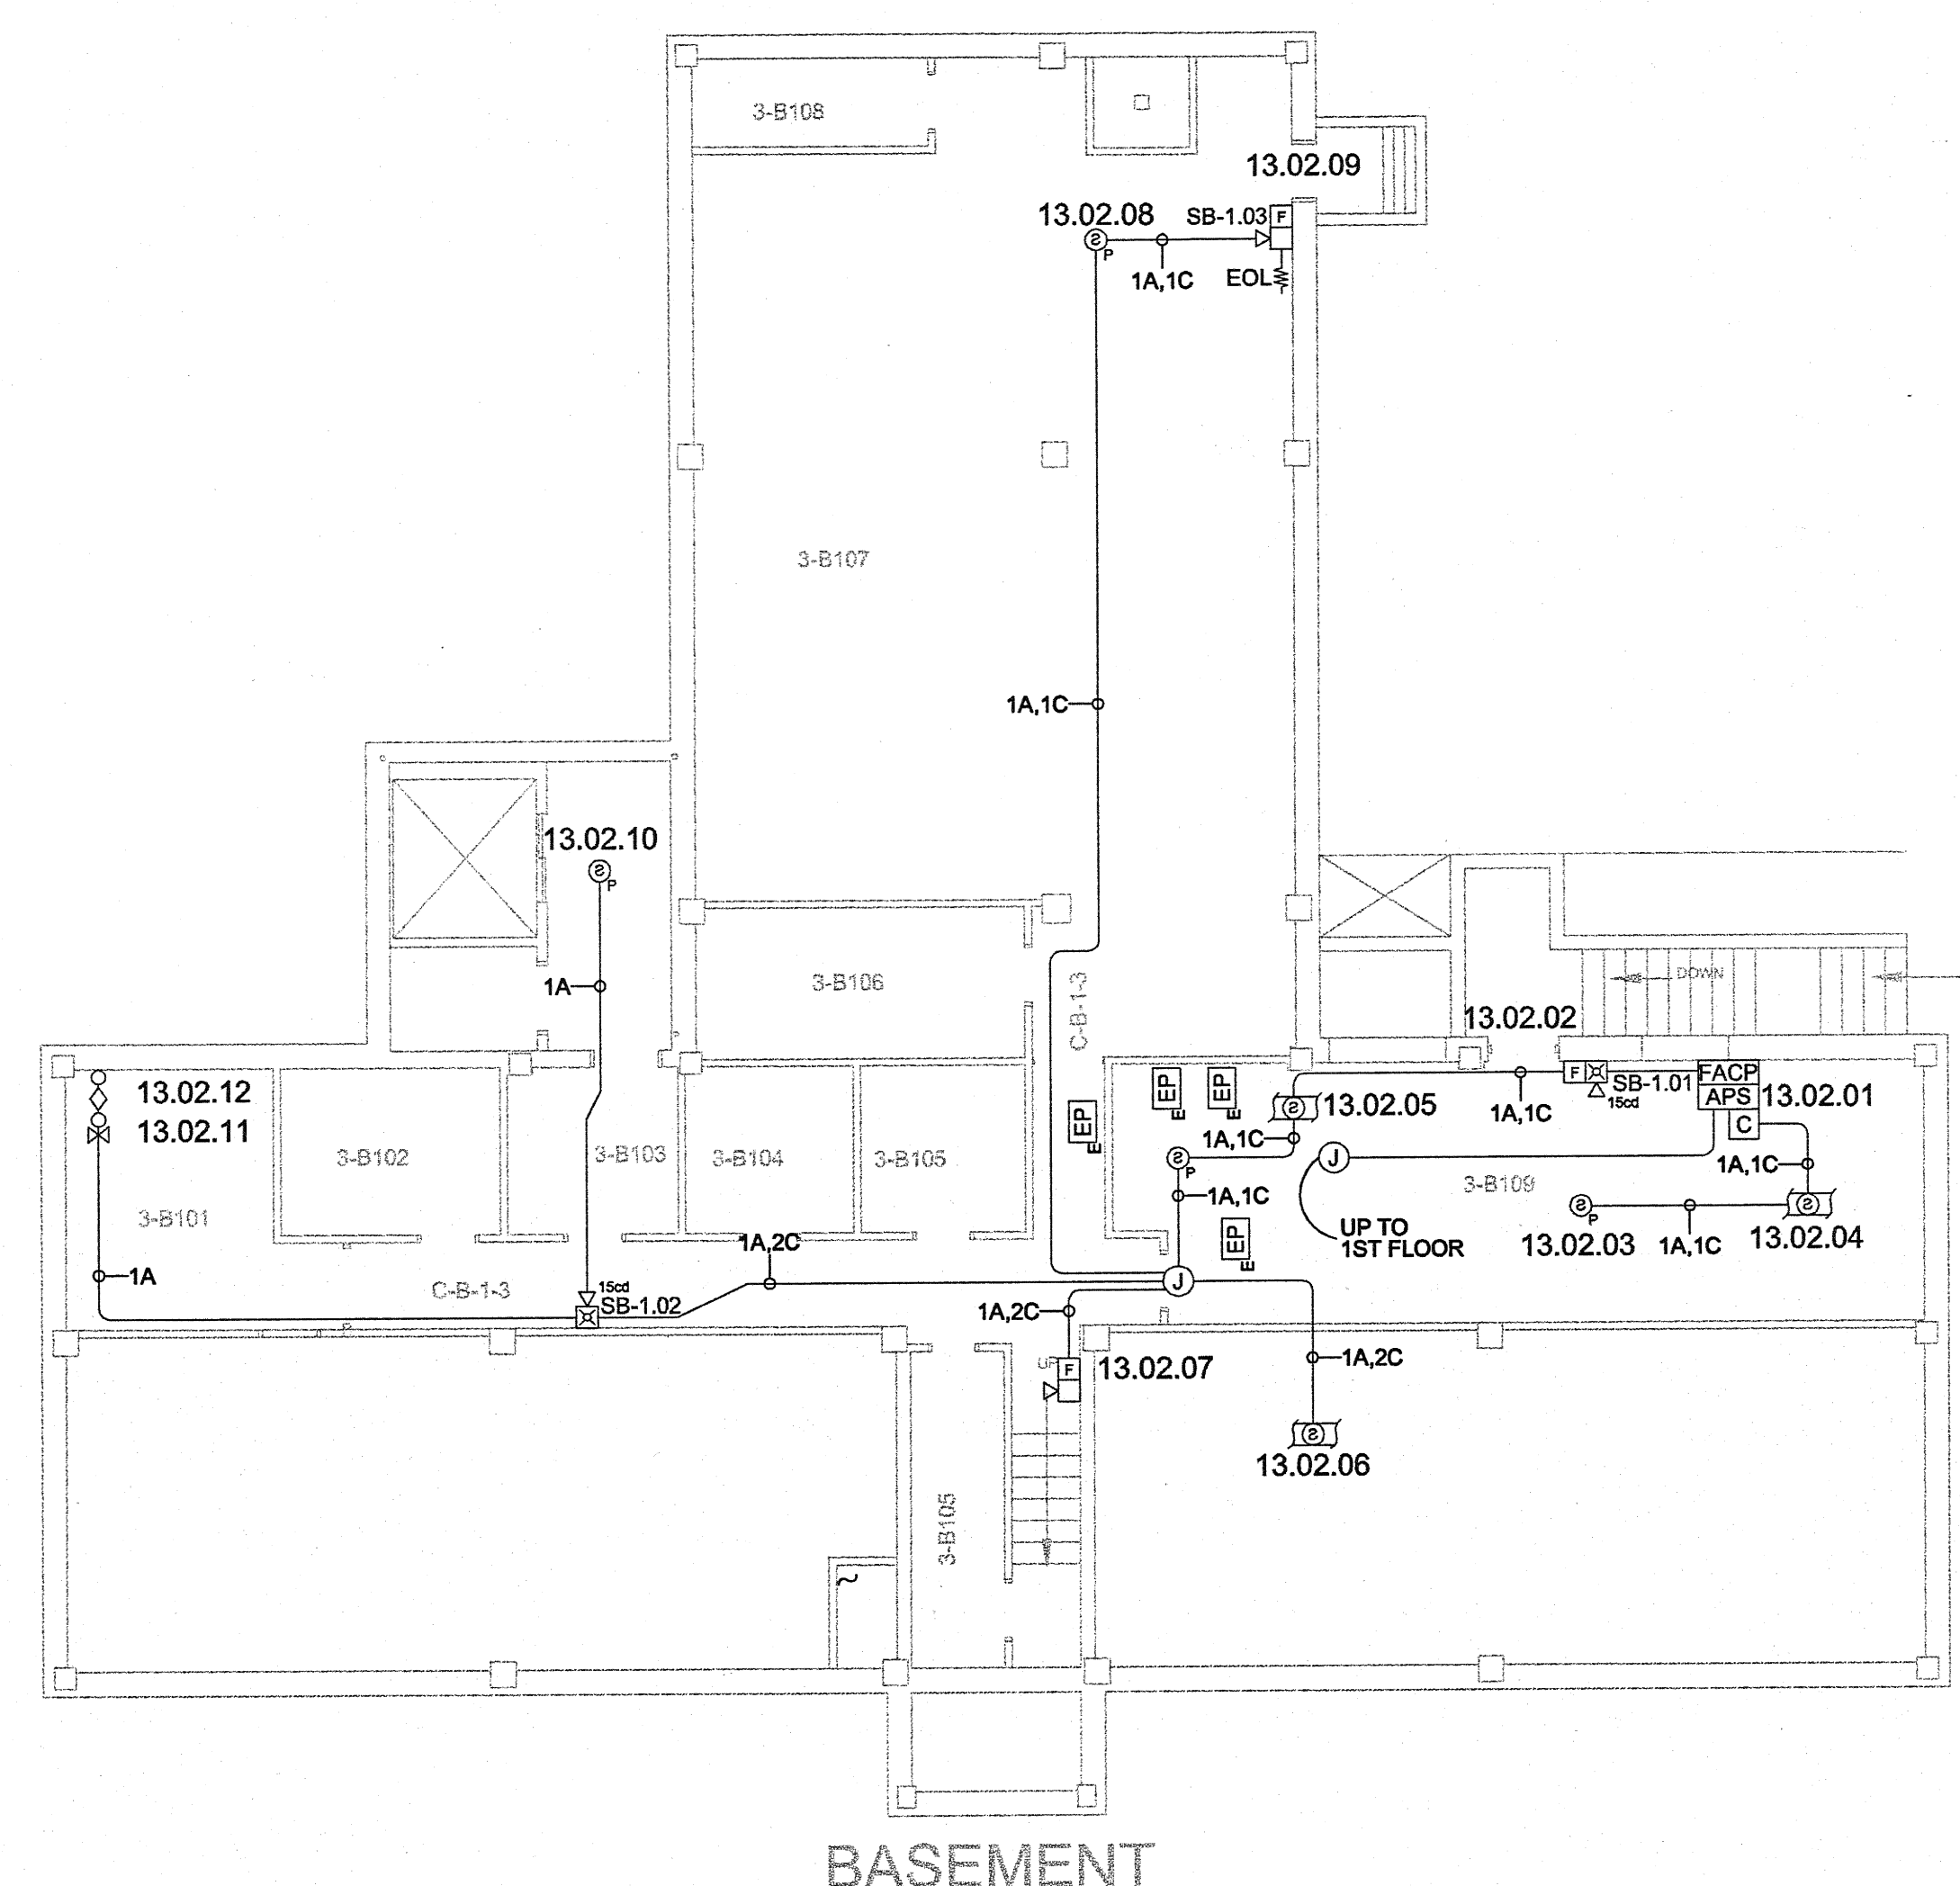 3-B108
13.02.09
13.02.08
SB-1.03
F
S
P
1A,1C
EOL
3-B107
1A,1C
13.02.10
S
P
1A
3-B106
C-B-1-3
DOWN
13.02.02
13.02.12
13.02.11
EP
E
EP
E
EP
E
S
13.02.05
F
SB-1.01
15cd
FACP
APS
C
13.02.01
1A,1C
1A,1C
J
1A,1C
3-B102
3-B103
3-B104
3-B105
S
P
1A,1C
3-B109
3-B101
S
P
S
UP TO
1ST FLOOR
13.02.03
1A,1C
13.02.04
EP
E
1A,2C
1A
C-B-1-3
15cd
SB-1.02
J
1A,2C
UP
F
13.02.07
1A,2C
S
13.02.06
3-B105
BASEMENT